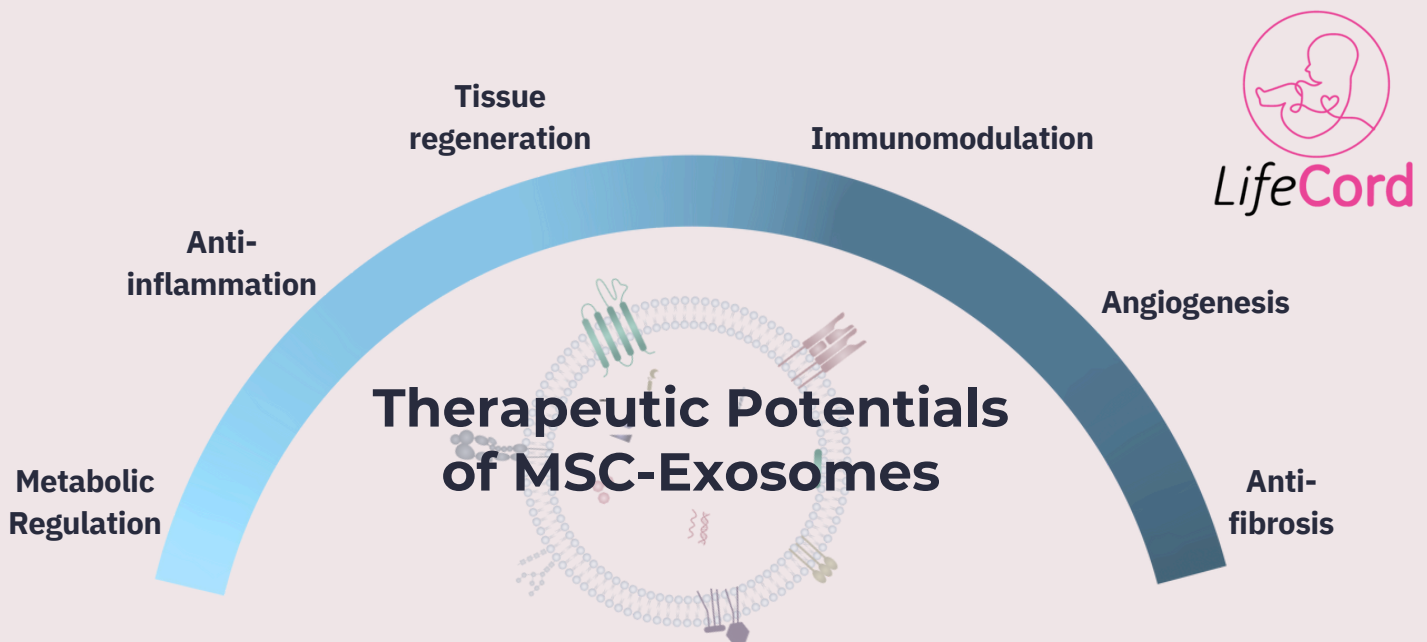 Tissue
regeneration
Immunomodulation
LifeCord
Anti-
inflammation
Angiogenesis
Therapeutic Potentials
of MSC-Exosomes
Metabolic
Regulation
Anti-
fibrosis